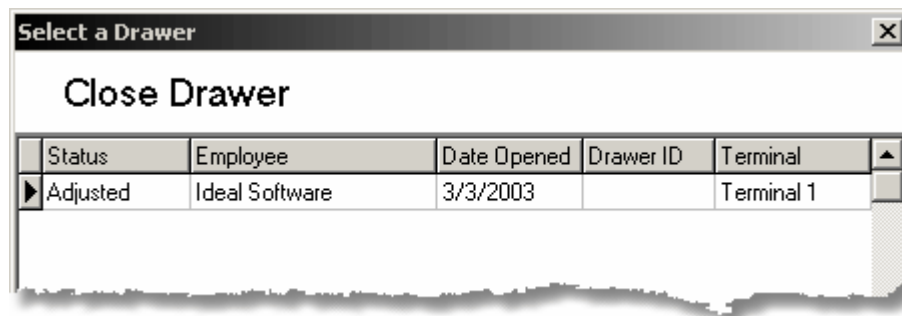 Select a Drawer
Close Drawer
Status Employee Date Opened Drawer ID Terminal
Adjusted Ideal Software 3/3/2003 Terminal 1